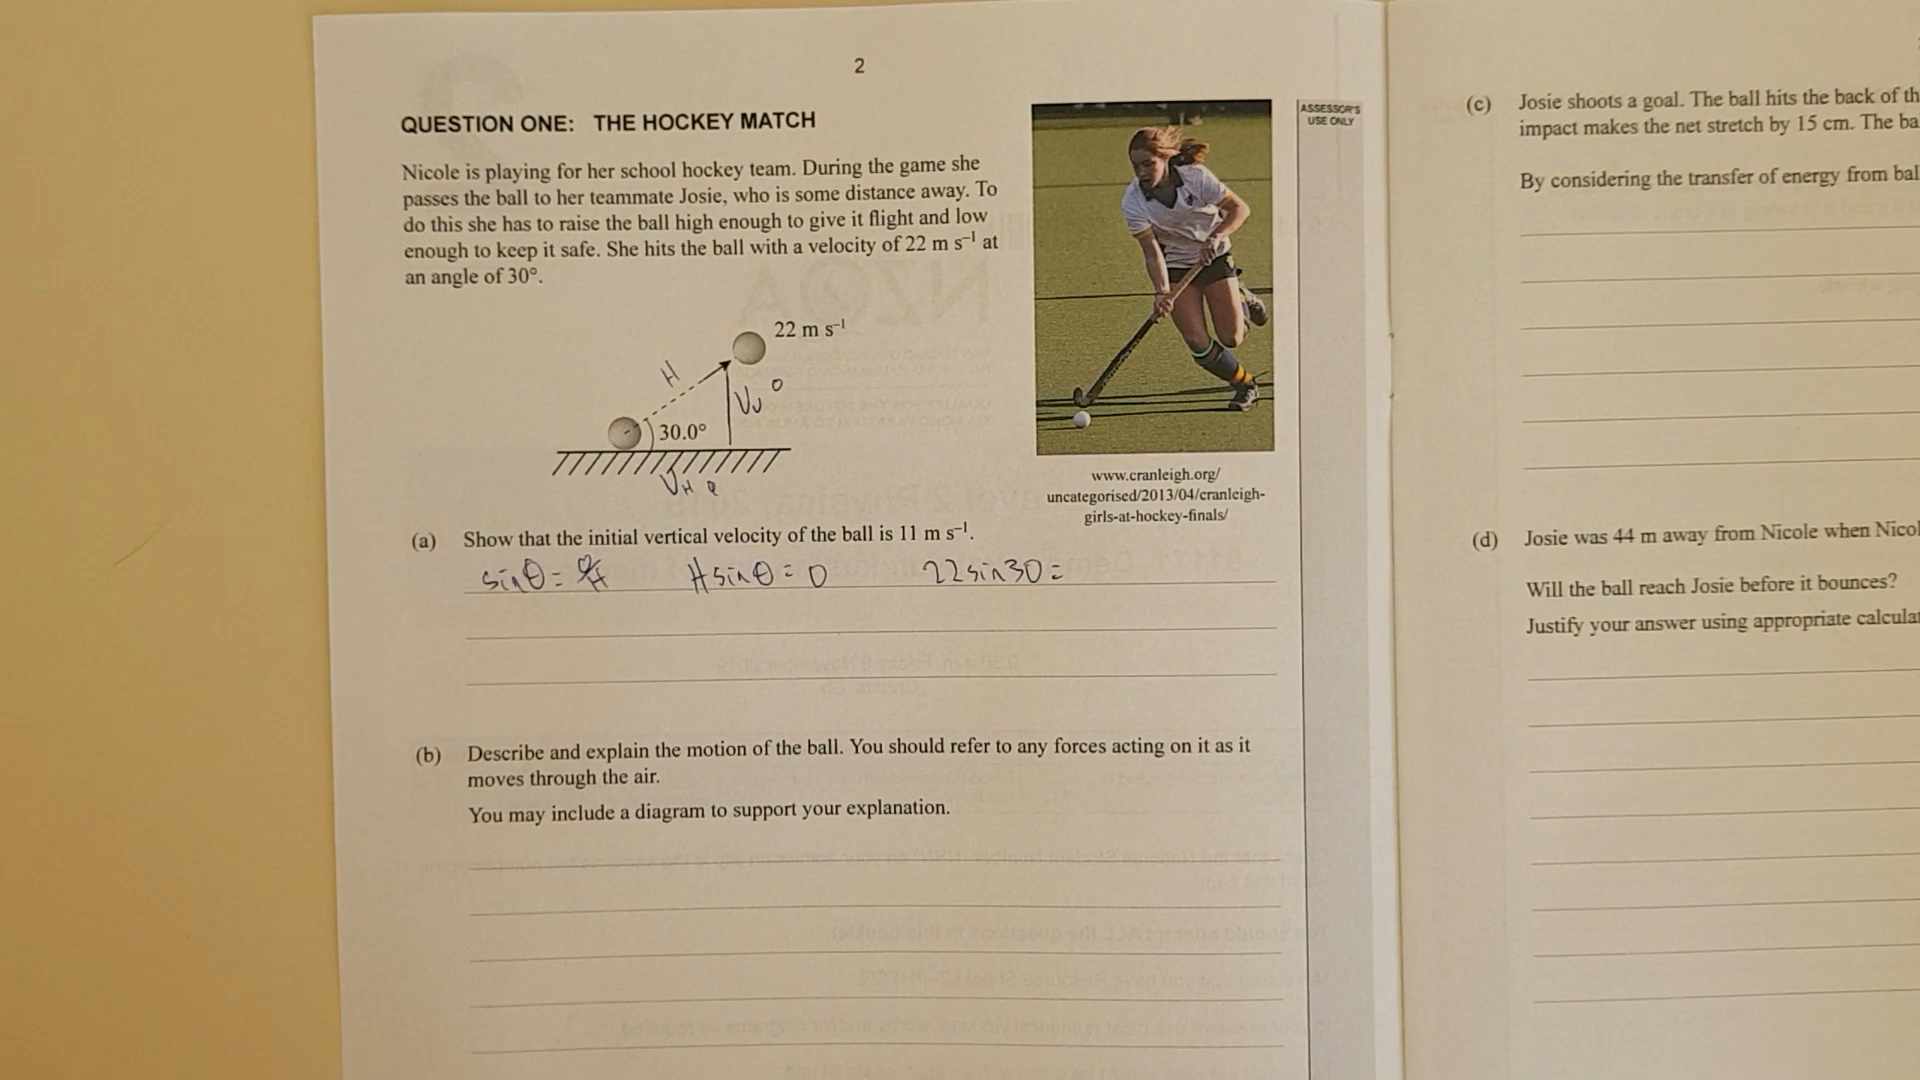 2
QUESTION ONE: THE HOCKEY MATCH
Nicole is playing for her school hockey team. During the game she
passes the ball to her teammate Josie, who is some distance away. To
do this she has to raise the ball high enough to give it flight and low
enough to keep it safe. She hits the ball with a velocity of 22 m s⁻¹ at
an angle of 30°.
22 m s⁻¹
H
Vv O
30.0°
VH
(a) Show that the initial vertical velocity of the ball is 11 m s⁻¹.
sinθ = O/H Hsinθ = O 22sin30 =
(b) Describe and explain the motion of the ball. You should refer to any forces acting on it as it
moves through the air.
You may include a diagram to support your explanation.
www.cranleigh.org/
uncategorised/2013/04/cranleigh-
girls-at-hockey-finals/
ASSESSOR'S
USE ONLY
(c) Josie shoots a goal. The ball hits the back of th
impact makes the net stretch by 15 cm. The ba
By considering the transfer of energy from bal
(d) Josie was 44 m away from Nicole when Nicol
Will the ball reach Josie before it bounces?
Justify your answer using appropriate calcula